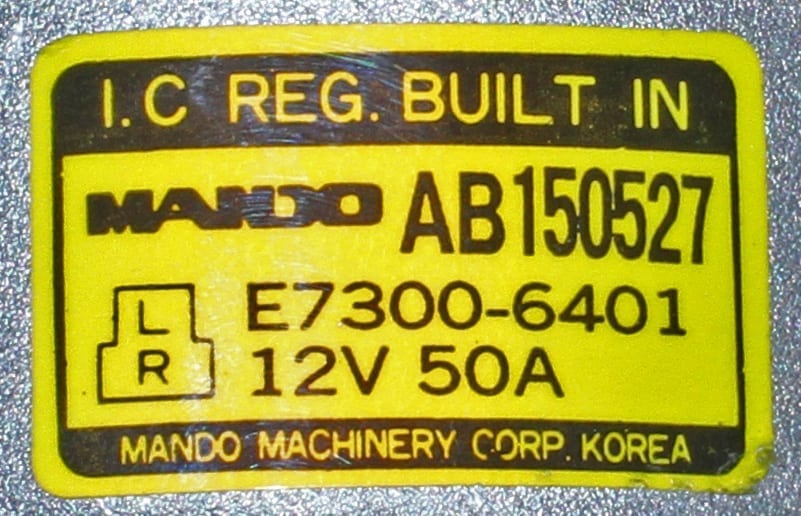 I.C REG. BUILT IN
MANDO AB150527
L E7300-6401
R 12V 50A
MANDO MACHINERY CORP. KOREA